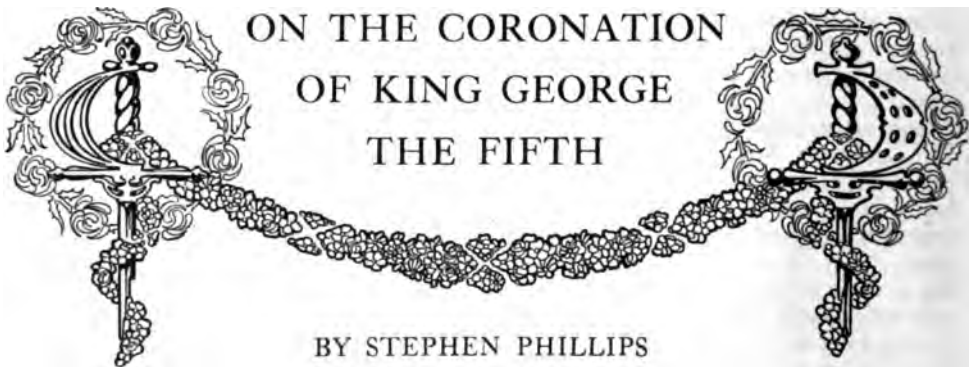 ON THE CORONATION
OF KING GEORGE
THE FIFTH
BY STEPHEN PHILLIPS